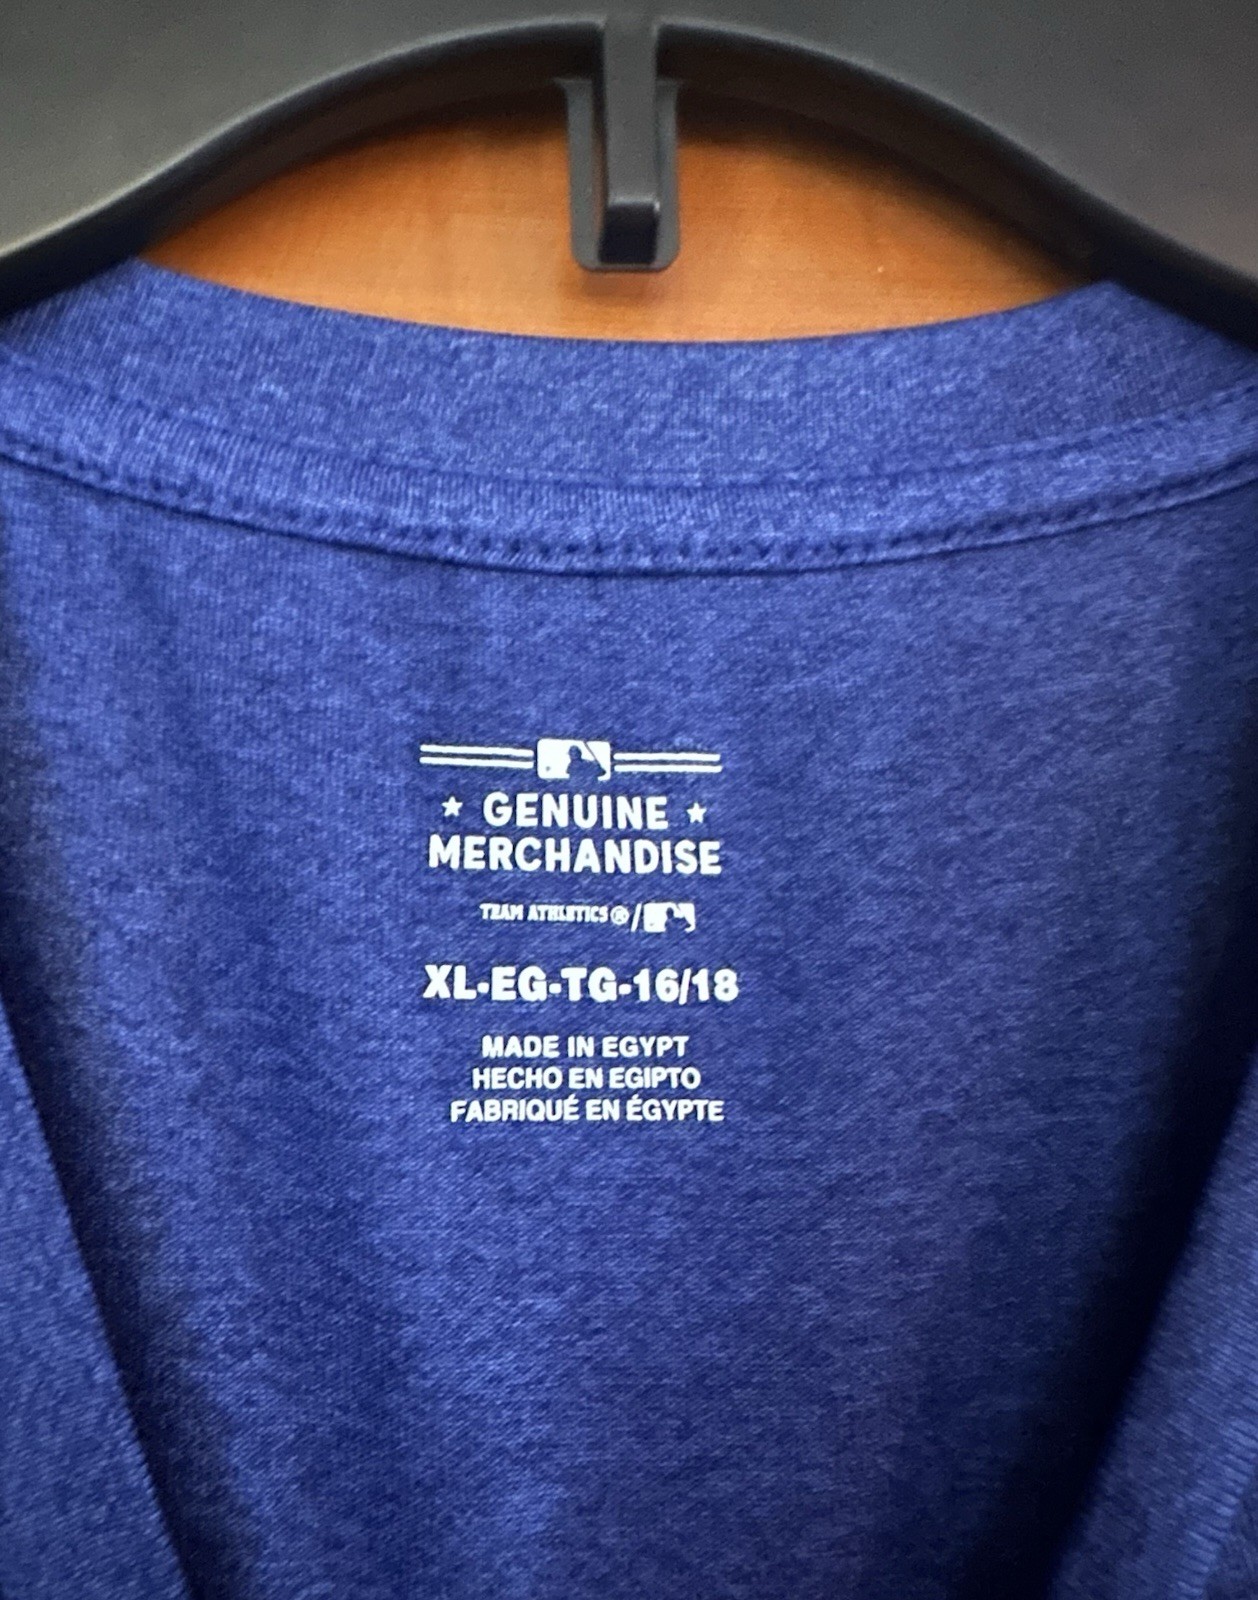 ★ GENUINE ★
MERCHANDISE
TEAM ATHLETICS®/
XL•EG•TG•16/18
MADE IN EGYPT
HECHO EN EGIPTO
FABRIQUÉ EN ÉGYPTE